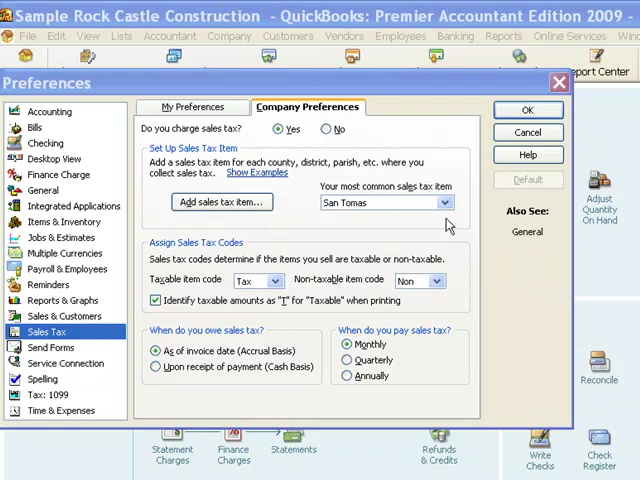 Sample Rock Castle Construction - QuickBooks: Premier Accountant Edition 2009 -
File Edit View Lists Accountant Company Customers Vendors Employees Banking Reports Online Services
port Center
Preferences
My Preferences Company Preferences
Accounting
Bills
Checking
Desktop View
Finance Charge
General
Integrated Applications
Items & Inventory
Jobs & Estimates
Multiple Currencies
Payroll & Employees
Reminders
Reports & Graphs
Sales & Customers
Sales Tax
Send Forms
Service Connection
Spelling
Tax: 1099
Time & Expenses
Do you charge sales tax? Yes No
Set Up Sales Tax Item
Add a sales tax item for each county, district, parish, etc. where you
collect sales tax. Show Examples
Your most common sales tax item
Add sales tax item... San Tomas
Assign Sales Tax Codes
Sales tax codes determine if the items you sell are taxable or non-taxable.
Taxable item code Tax Non-taxable item code Non
Identify taxable amounts as "T" for "Taxable" when printing
When do you owe sales tax?
As of invoice date (Accrual Basis)
Upon receipt of payment (Cash Basis)
When do you pay sales tax?
Monthly
Quarterly
Annually
OK
Cancel
Help
Default
Also See:
General
Adjust
Quantity
On Hand
Reconcile
Statement
Charges
Finance
Charges
Statements
Refunds
& Credits
Write
Checks
Check
Register